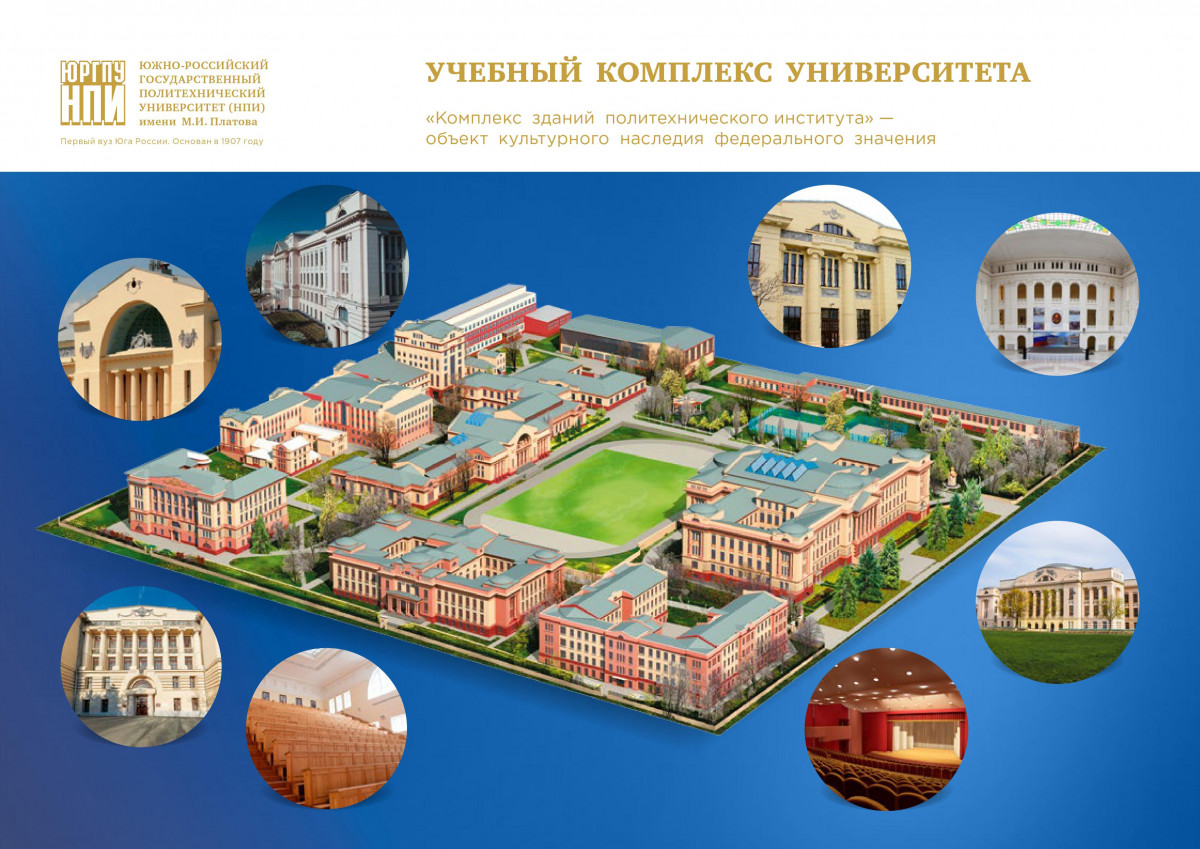 ЮРГПУ
НПИ
ЮЖНО-РОССИЙСКИЙ
ГОСУДАРСТВЕННЫЙ
ПОЛИТЕХНИЧЕСКИЙ
УНИВЕРСИТЕТ (НПИ)
имени М.И. Платова
Первый вуз Юга России. Основан в 1907 году
УЧЕБНЫЙ КОМПЛЕКС УНИВЕРСИТЕТА
«Комплекс зданий политехнического института» —
объект культурного наследия федерального значения